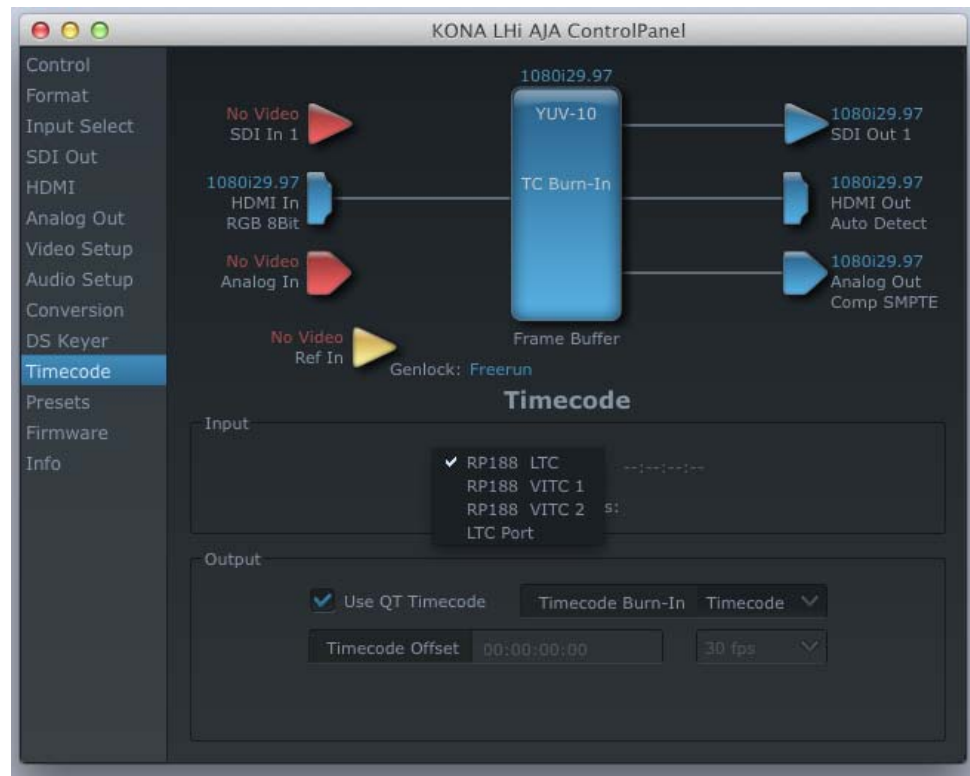 KONA LHi AJA ControlPanel
Control
Format
Input Select
SDI Out
HDMI
Analog Out
Video Setup
Audio Setup
Conversion
DS Keyer
Timecode
Presets
Firmware
Info
1080i29.97
YUV-10
TC Burn-In
Frame Buffer
No Video
SDI In 1
1080i29.97
HDMI In
RGB 8Bit
No Video
Analog In
No Video
Ref In
Genlock: Freerun
1080i29.97
SDI Out 1
1080i29.97
HDMI Out
Auto Detect
1080i29.97
Analog Out
Comp SMPTE
Timecode
Input
✓ RP188 LTC --:--:--:--
RP188 VITC 1
RP188 VITC 2 s:
LTC Port
Output
Use QT Timecode Timecode Burn-In Timecode
Timecode Offset 00:00:00:00 30 fps